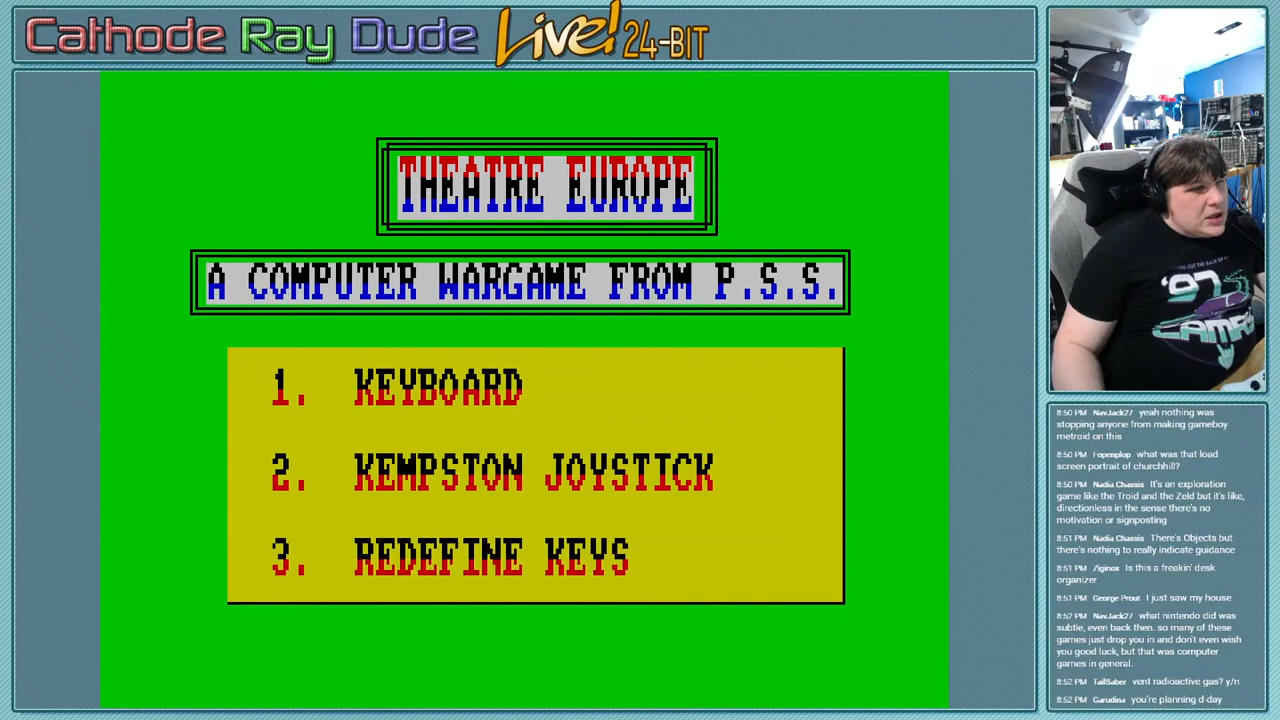 Cathode Ray Dude Live! 24-BIT
THEATRE EUROPE
A COMPUTER WARGAME FROM P.S.S.
1. KEYBOARD
2. KEMPSTON JOYSTICK
3. REDEFINE KEYS
'97
CAMARO
8:50 PM NavJack27 yeah nothing was
stopping anyone from making gameboy
metroid on this
8:50 PM Fopenplop what was that load
screen portrait of churchhill?
8:50 PM Nadia Chassis It's an exploration
game like the Troid and the Zeld but it's like,
directionless in the sense there's no
motivation or signposting
8:51 PM Nadia Chassis There's Objects but
there's nothing to really indicate guidance
8:51 PM Ziginox Is this a freakin' desk
organizer
8:51 PM George Prout I just saw my house
8:52 PM NavJack27 what nintendo did was
subtle, even back then. so many of these
games just drop you in and don't even wish
you good luck, but that was computer
games in general.
8:52 PM TailSaber vent radioactive gas? y/n
8:52 PM Garudina you're planning d-day